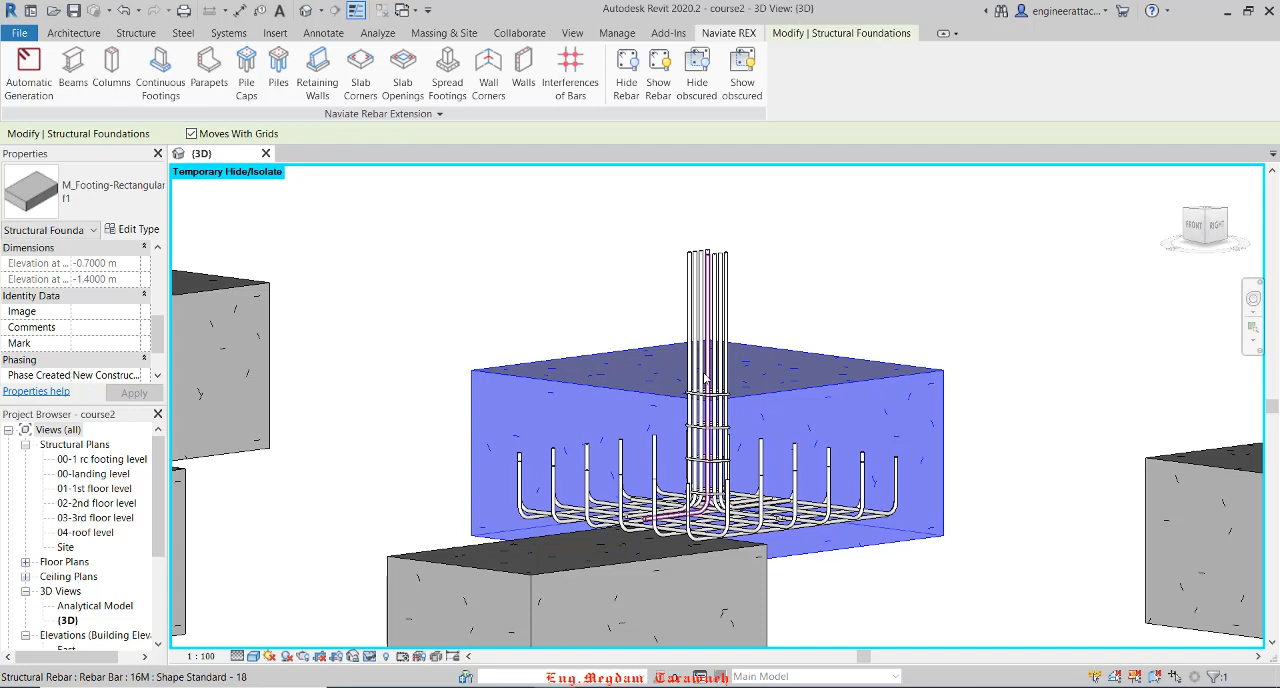 Autodesk Revit 2020.2 - course2 - 3D View: {3D}
engineerattac...
File Architecture Structure Steel Systems Insert Annotate Analyze Massing & Site Collaborate View Manage Add-Ins Naviate REX Modify | Structural Foundations
Automatic Generation
Beams
Columns
Continuous Footings
Parapets
Pile Caps
Piles
Retaining Walls
Slab Corners
Slab Openings
Spread Footings
Wall Corners
Walls
Interferences of Bars
Hide Rebar
Show Rebar
Hide obscured
Show obscured
Naviate Rebar Extension
Modify | Structural Foundations
Moves With Grids
Properties
{3D}
Temporary Hide/Isolate
M_Footing-Rectangular
f1
Structural Founda
Edit Type
Dimensions
Elevation at ... -0.7000 m
Elevation at ... -1.4000 m
Identity Data
Image
Comments
Mark
Phasing
Phase Created New Construc...
Properties help
Apply
FRONT
RIGHT
Project Browser - course2
Views (all)
Structural Plans
00-1 rc footing level
00-landing level
01-1st floor level
02-2nd floor level
03-3rd floor level
04-roof level
Site
Floor Plans
Ceiling Plans
3D Views
Analytical Model
{3D}
Elevations (Building Eleva
1 : 100
Structural Rebar : Rebar Bar : 16M : Shape Standard - 18
Eng.Meqdam Tarawneh
Main Model
:1